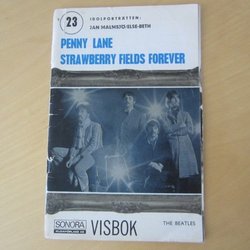 23
IDOLPORTRÄTTEN:
JAN MALMSJÖ/ELSE-BETH
PENNY LANE
STRAWBERRY FIELDS FOREVER
SONORA
VISBOK
THE BEATLES